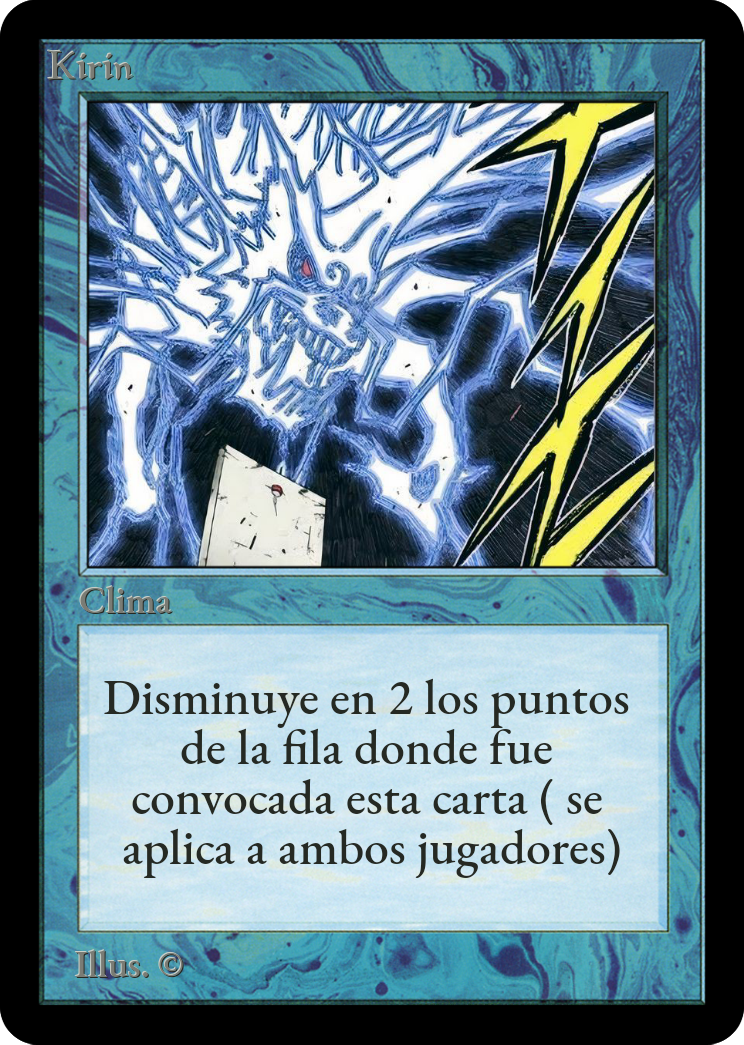 Kirin
Clima
Disminuye en 2 los puntos
de la fila donde fue
convocada esta carta ( se
aplica a ambos jugadores)
Illus. ©